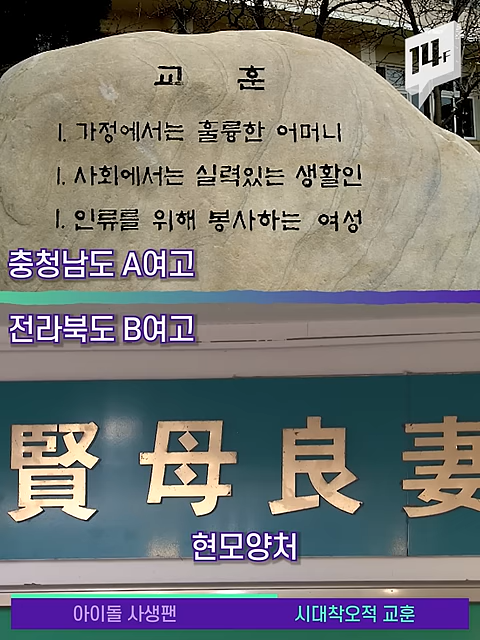 14F
교 훈
1. 가정에서는 훌륭한 어머니
1. 사회에서는 실력있는 생활인
1. 인류를 위해 봉사하는 여성
충청남도 A여고
전라북도 B여고
賢母良妻
현모양처
아이돌 사생팬 시대착오적 교훈